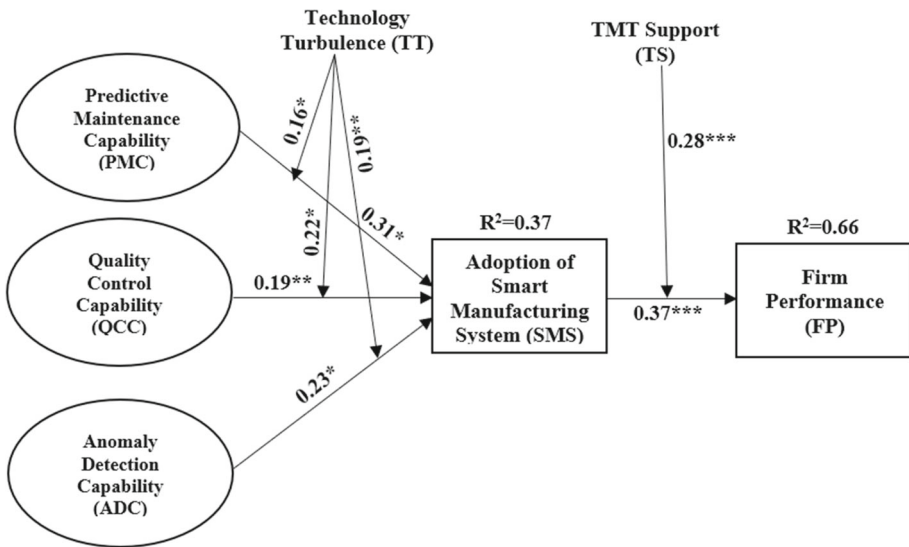 Technology
Turbulence (TT)
TMT Support
(TS)
Predictive
Maintenance
Capability
(PMC)
0.16*
0.19**
0.28***
0.31*
0.22*
R²=0.37
R²=0.66
Quality
Control
Capability
(QCC)
0.19**
Adoption of
Smart
Manufacturing
System (SMS)
0.37***
Firm
Performance
(FP)
0.23*
Anomaly
Detection
Capability
(ADC)